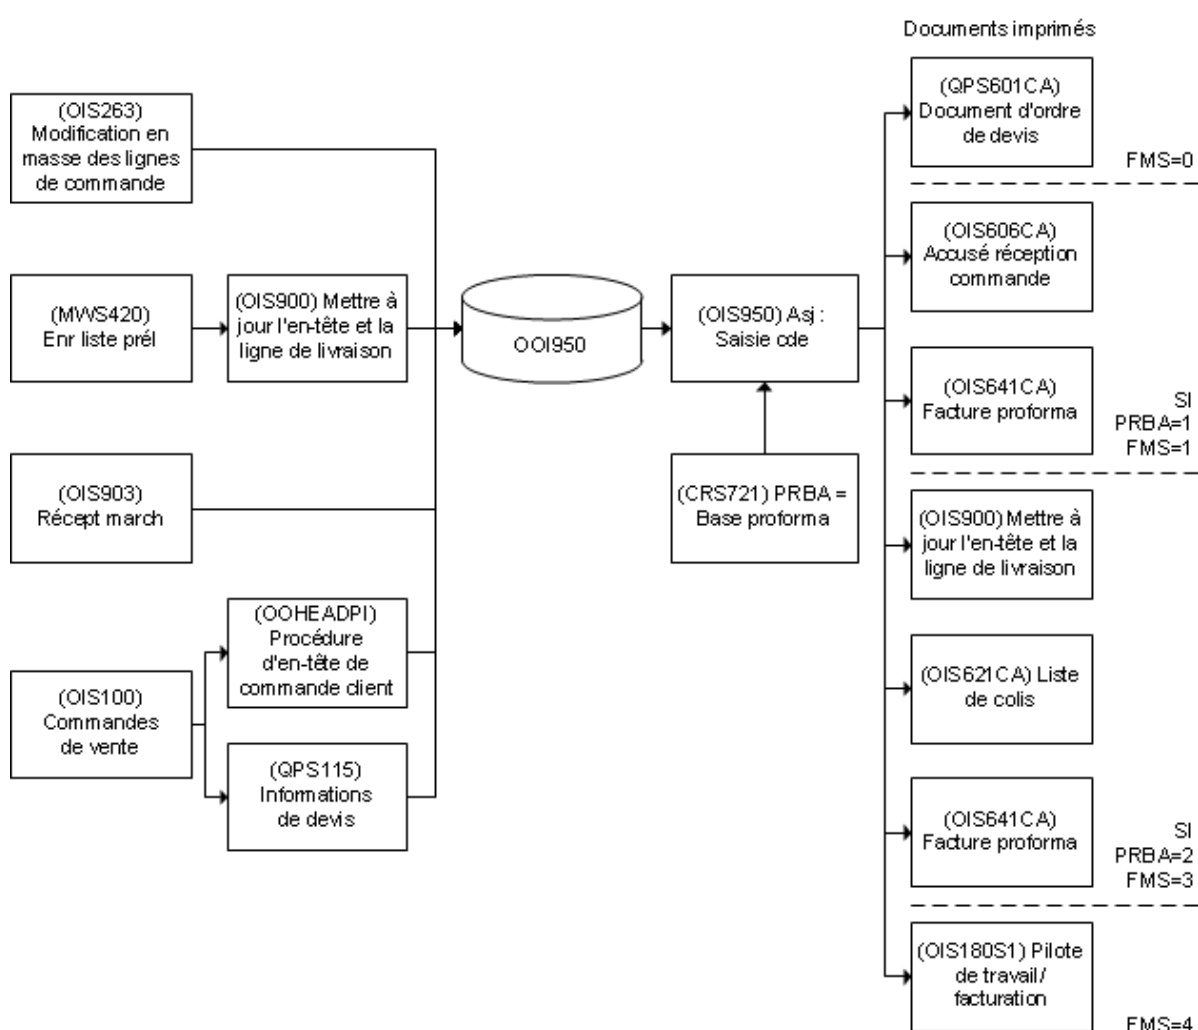 Documents imprimés
(OIS263)
Modification en
masse des lignes
de commande
(MWS420)
Enr liste prél
(OIS900) Mettre à
jour l'en-tête et la
ligne de livraison
(OIS903)
Récept march
(OIS100)
Commandes
de vente
(OOHEADPI)
Procédure
d'en-tête de
commande client
(QPS115)
Informations
de devis
OOI950
(OIS950) Asj :
Saisie cde
(CRS721) PRBA =
Base proforma
(QPS601CA)
Document d'ordre
de devis
FMS=0
(OIS606CA)
Accusé réception
commande
(OIS641CA)
Facture proforma
SI
PRBA=1
FMS=1
(OIS900) Mettre à
jour l'en-tête et la
ligne de livraison
(OIS621CA) Liste
de colis
(OIS641CA)
Facture proforma
SI
PRBA=2
FMS=3
(OIS180S1) Pilote
de travail/
facturation
FMS=4